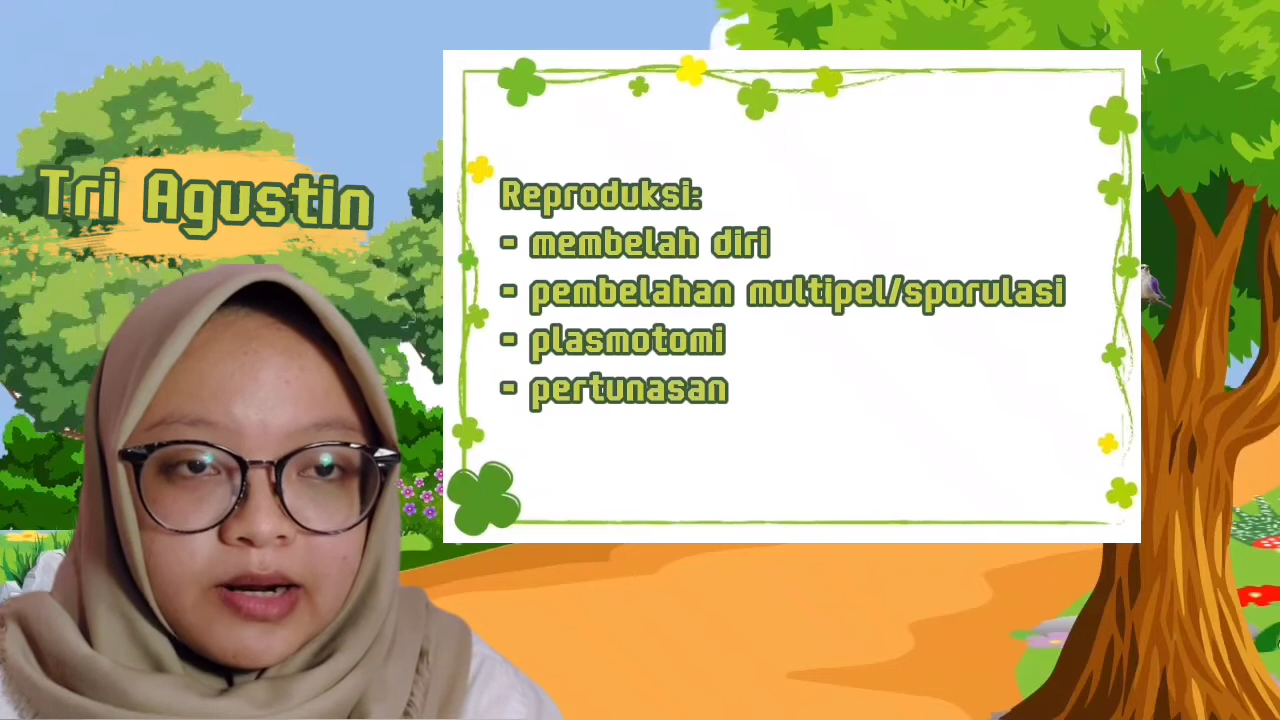 Tri Agustin
Reproduksi:
- membelah diri
- pembelahan multipel/sporulasi
- plasmotomi
- pertunasan